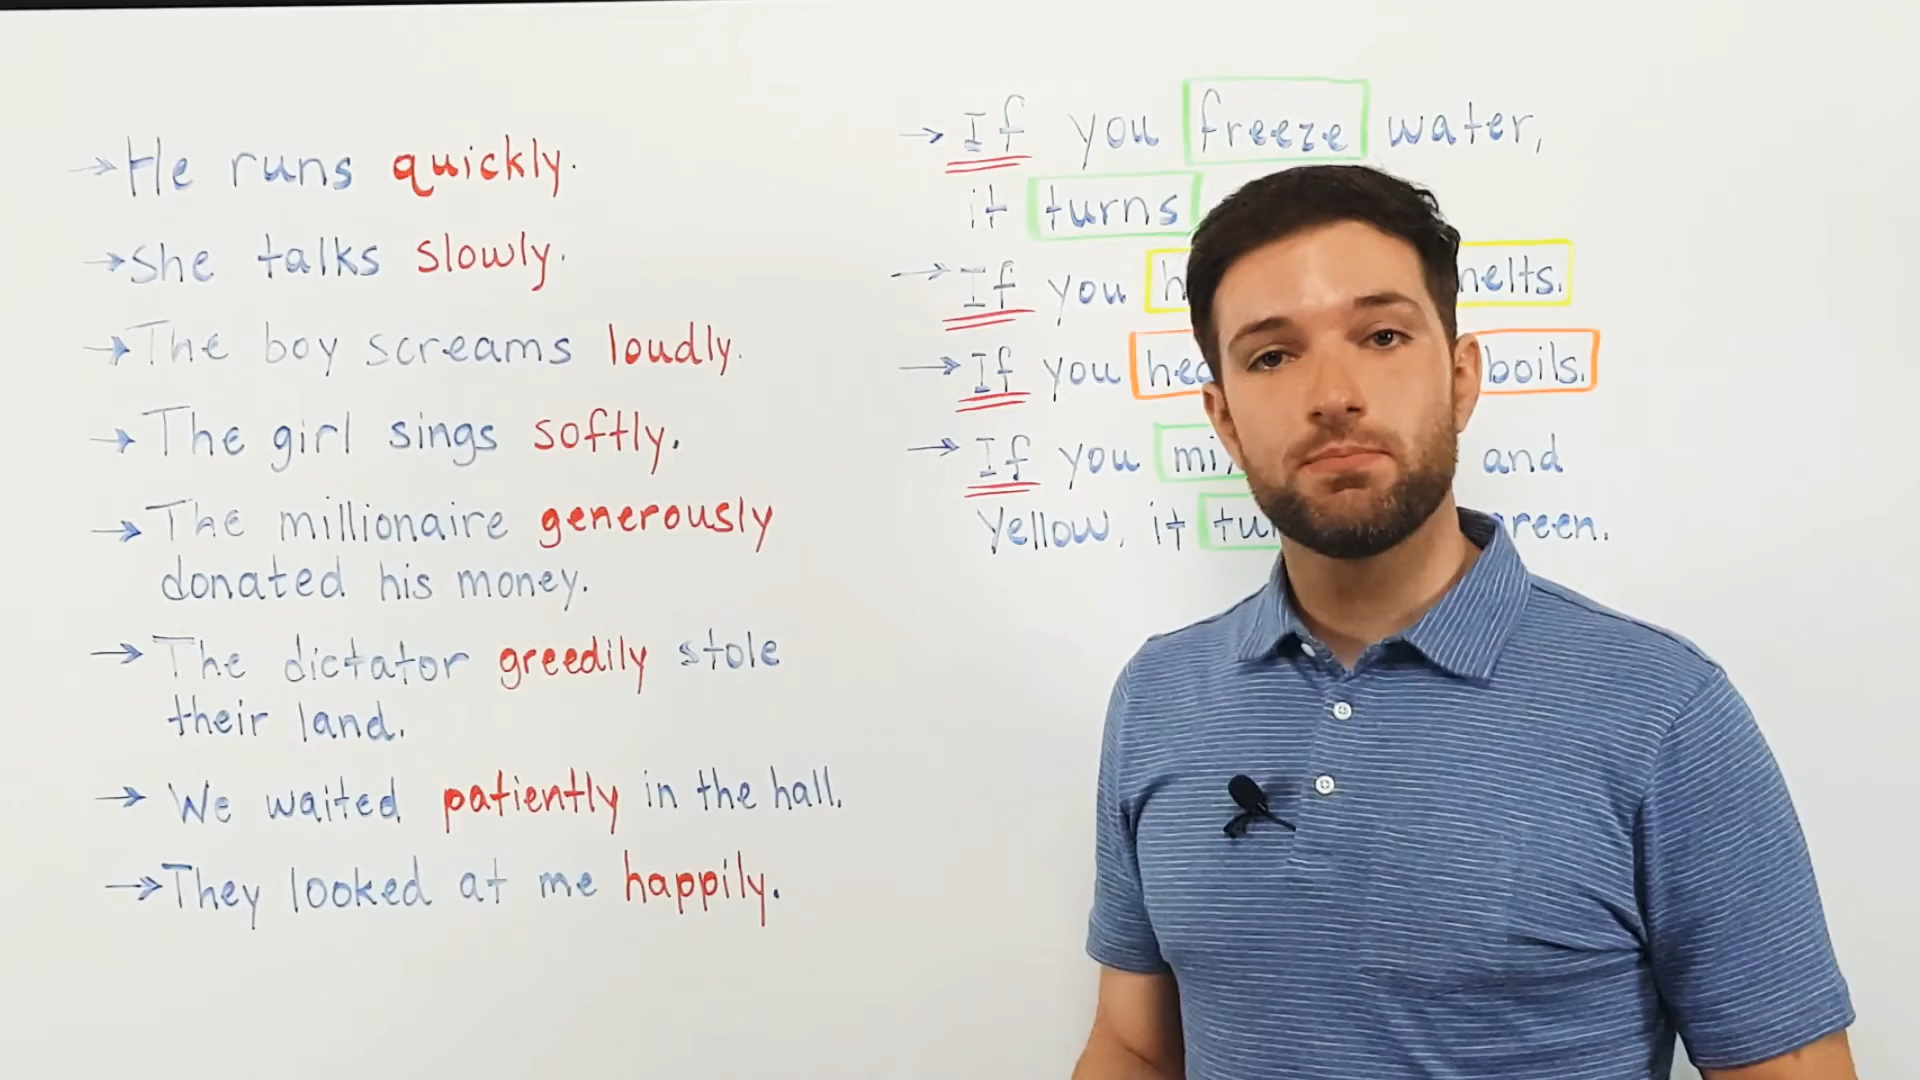 → He runs quickly.
→ She talks slowly.
→ The boy screams loudly.
→ The girl sings softly.
→ The millionaire generously
donated his money.
→ The dictator greedily stole
their land.
→ We waited patiently in the hall.
→ They looked at me happily.
→ If you freeze water,
it turns
→ If you
→ If you boils.
→ If you and
Yellow, it